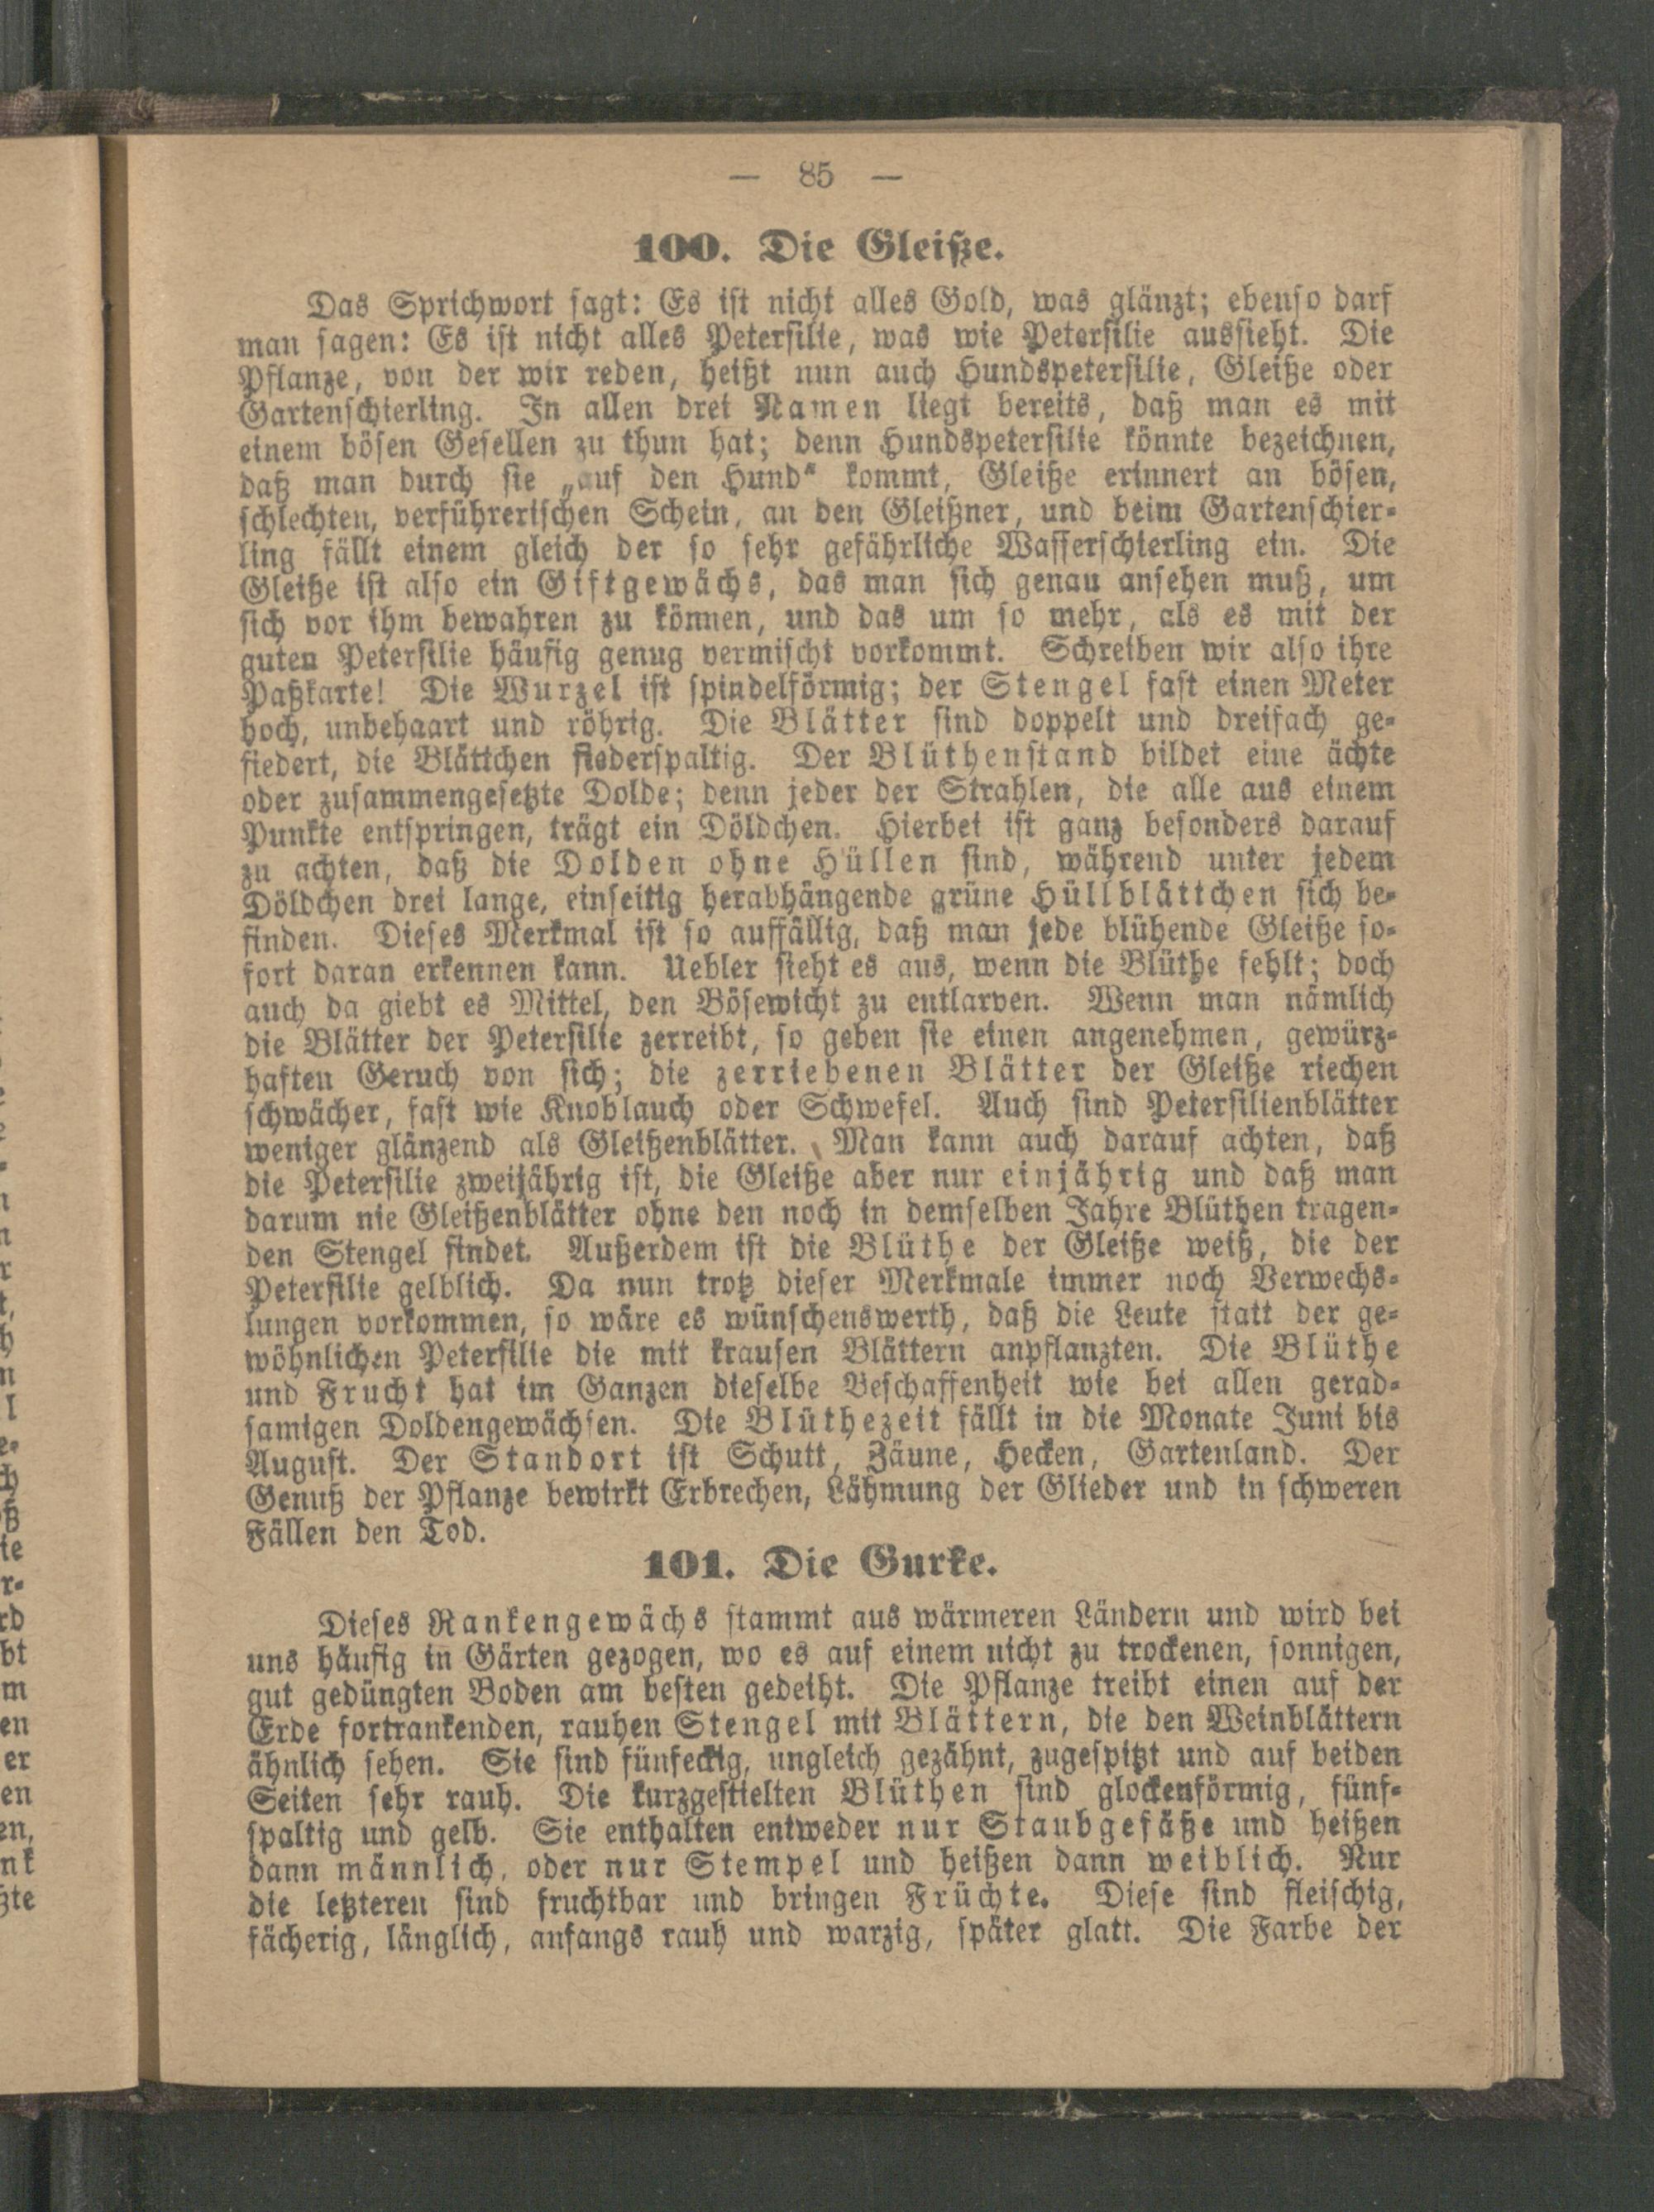 — 85 —
100. Die Gleiße.
Das Sprichwort sagt: Es ist nicht alles Gold, was glänzt; ebenso darf
man sagen: Es ist nicht alles Petersilie, was wie Petersilie aussieht. Die
Pflanze, von der wir reden, heißt nun auch Hundspetersilie, Gleiße oder
Gartenschierling. In allen drei Namen liegt bereits, daß man es mit
einem bösen Gesellen zu thun hat; denn Hundspetersilie könnte bezeichnen,
daß man durch sie „auf den Hund“ kommt, Gleiße erinnert an bösen,
schlechten, verführerischen Schein, an den Gleißner, und beim Gartenschier-
ling fällt einem gleich der so sehr gefährliche Wasserschierling ein. Die
Gleiße ist also ein Giftgewächs, das man sich genau ansehen muß, um
sich vor ihm bewahren zu können, und das um so mehr, als es mit der
guten Petersilie häufig genug vermischt vorkommt. Schreiben wir also ihre
Paßkarte! Die Wurzel ist spindelförmig; der Stengel fast einen Meter
hoch, unbehaart und röhrig. Die Blätter sind doppelt und dreifach ge-
fiedert, die Blättchen fiederspaltig. Der Blüthenstand bildet eine ächte
oder zusammengesetzte Dolde; denn jeder der Strahlen, die alle aus einem
Punkte entspringen, trägt ein Döldchen. Hierbei ist ganz besonders darauf
zu achten, daß die Dolden ohne Hüllen sind, während unter jedem
Döldchen drei lange, einseitig herabhängende grüne Hüllblättchen sich be-
finden. Dieses Merkmal ist so auffällig, daß man jede blühende Gleiße so-
fort daran erkennen kann. Uebler sieht es aus, wenn die Blüthe fehlt; doch
auch da giebt es Mittel, den Bösewicht zu entlarven. Wenn man nämlich
die Blätter der Petersilie zerreibt, so geben sie einen angenehmen, gewürz-
haften Geruch von sich; die zerriebenen Blätter der Gleiße riechen
schwächer, fast wie Knoblauch oder Schwefel. Auch sind Petersilienblätter
weniger glänzend als Gleißenblätter. Man kann auch darauf achten, daß
die Petersilie zweijährig ist, die Gleiße aber nur einjährig und daß man
darum nie Gleißenblätter ohne den noch in demselben Jahre Blüthen tragen-
den Stengel findet. Außerdem ist die Blüthe der Gleiße weiß, die der
Petersilie gelblich. Da nun trotz dieser Merkmale immer noch Verwechs-
lungen vorkommen, so wäre es wünschenswerth, daß die Leute statt der ge-
wöhnlichen Petersilie die mit krausen Blättern anpflanzten. Die Blüthe
und Frucht hat im Ganzen dieselbe Beschaffenheit wie bei allen gerad-
samigen Doldengewächsen. Die Blüthezeit fällt in die Monate Juni bis
August. Der Standort ist Schutt, Zäune, Hecken, Gartenland. Der
Genuß der Pflanze bewirkt Erbrechen, Lähmung der Glieder und in schweren
Fällen den Tod.
101. Die Gurke.
Dieses Rankengewächs stammt aus wärmeren Ländern und wird bei
uns häufig in Gärten gezogen, wo es auf einem nicht zu trockenen, sonnigen,
gut gedüngten Boden am besten gedeiht. Die Pflanze treibt einen auf der
Erde fortrankenden, rauhen Stengel mit Blättern, die den Weinblättern
ähnlich sehen. Sie sind fünfeckig, ungleich gezähnt, zugespitzt und auf beiden
Seiten sehr rauh. Die kurzgestielten Blüthen sind glockenförmig, fünf-
spaltig und gelb. Sie enthalten entweder nur Staubgefäße und heißen
dann männlich, oder nur Stempel und heißen dann weiblich. Nur
die letzteren sind fruchtbar und bringen Früchte. Diese sind fleischig,
fächerig, länglich, anfangs rauh und warzig, später glatt. Die Farbe der